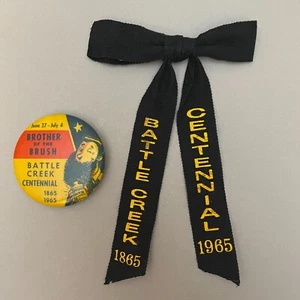 June 27 - July 4
BROTHER
OF THE
BRUSH
BATTLE
CREEK
CENTENNIAL
1865
1965
BATTLE CREEK
1865
CENTENNIAL
1965